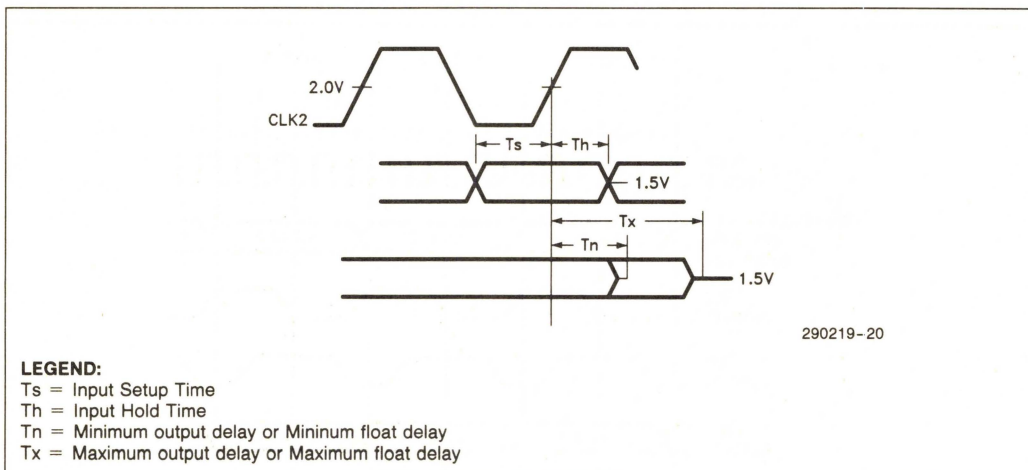 2.0V
CLK2
Ts
Th
1.5V
Tx
Tn
1.5V
290219-20
LEGEND:
Ts = Input Setup Time
Th = Input Hold Time
Tn = Minimum output delay or Mininum float delay
Tx = Maximum output delay or Maximum float delay